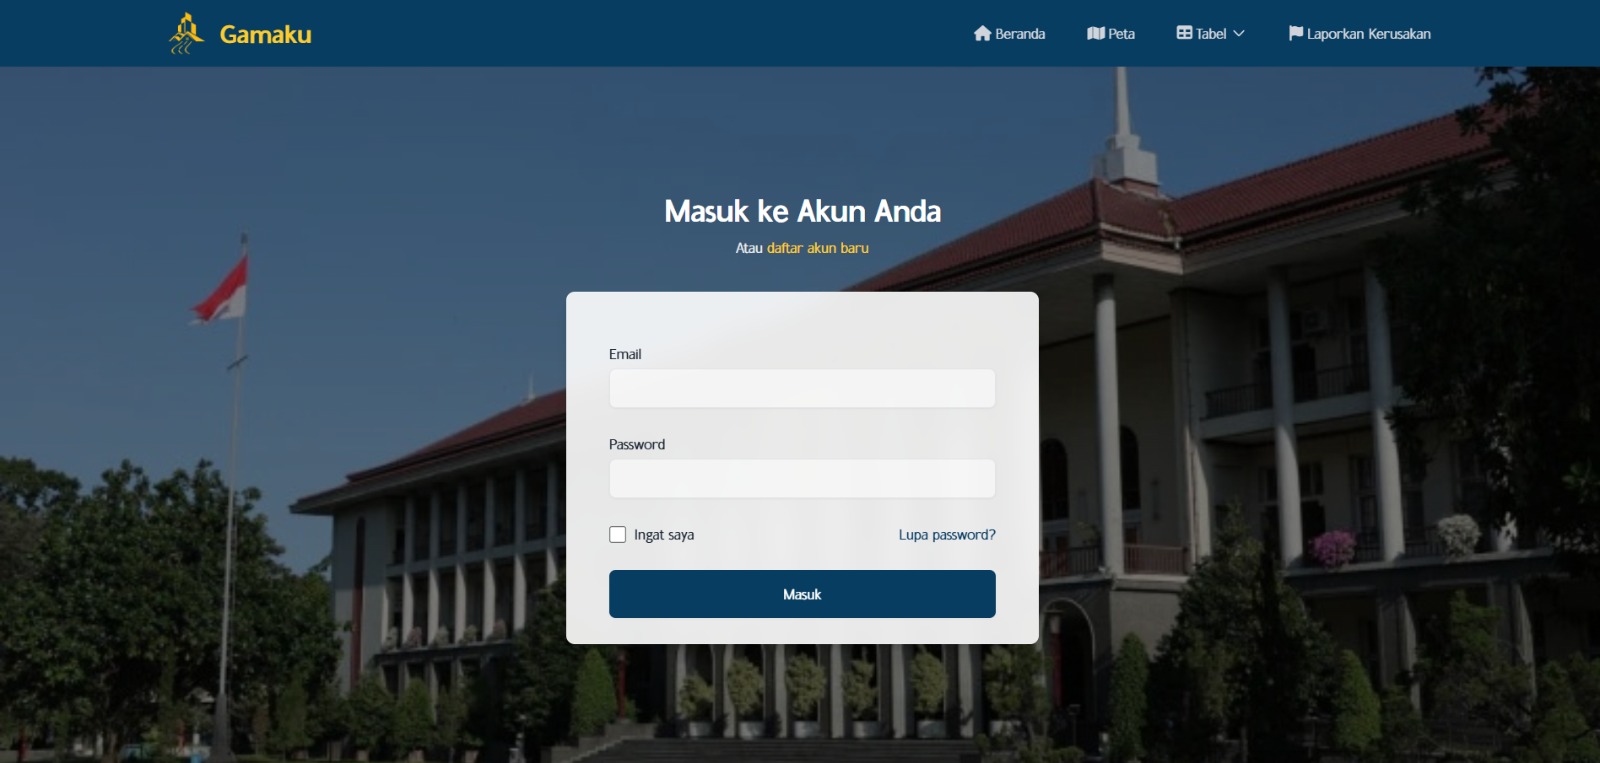 Gamaku
Beranda
Peta
Tabel
Laporkan Kerusakan
Masuk ke Akun Anda
Atau daftar akun baru
Email
Password
Ingat saya
Lupa password?
Masuk